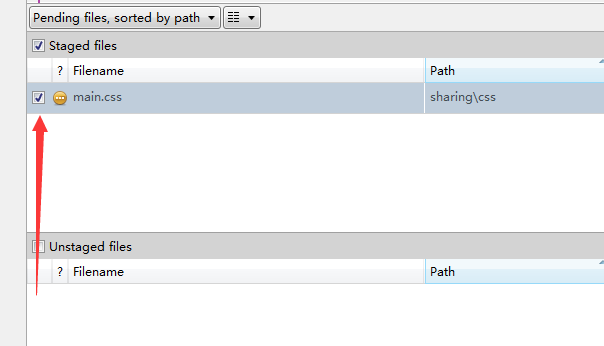 Pending files, sorted by path
Staged files
? Filename Path
main.css sharing\css
Unstaged files
? Filename Path